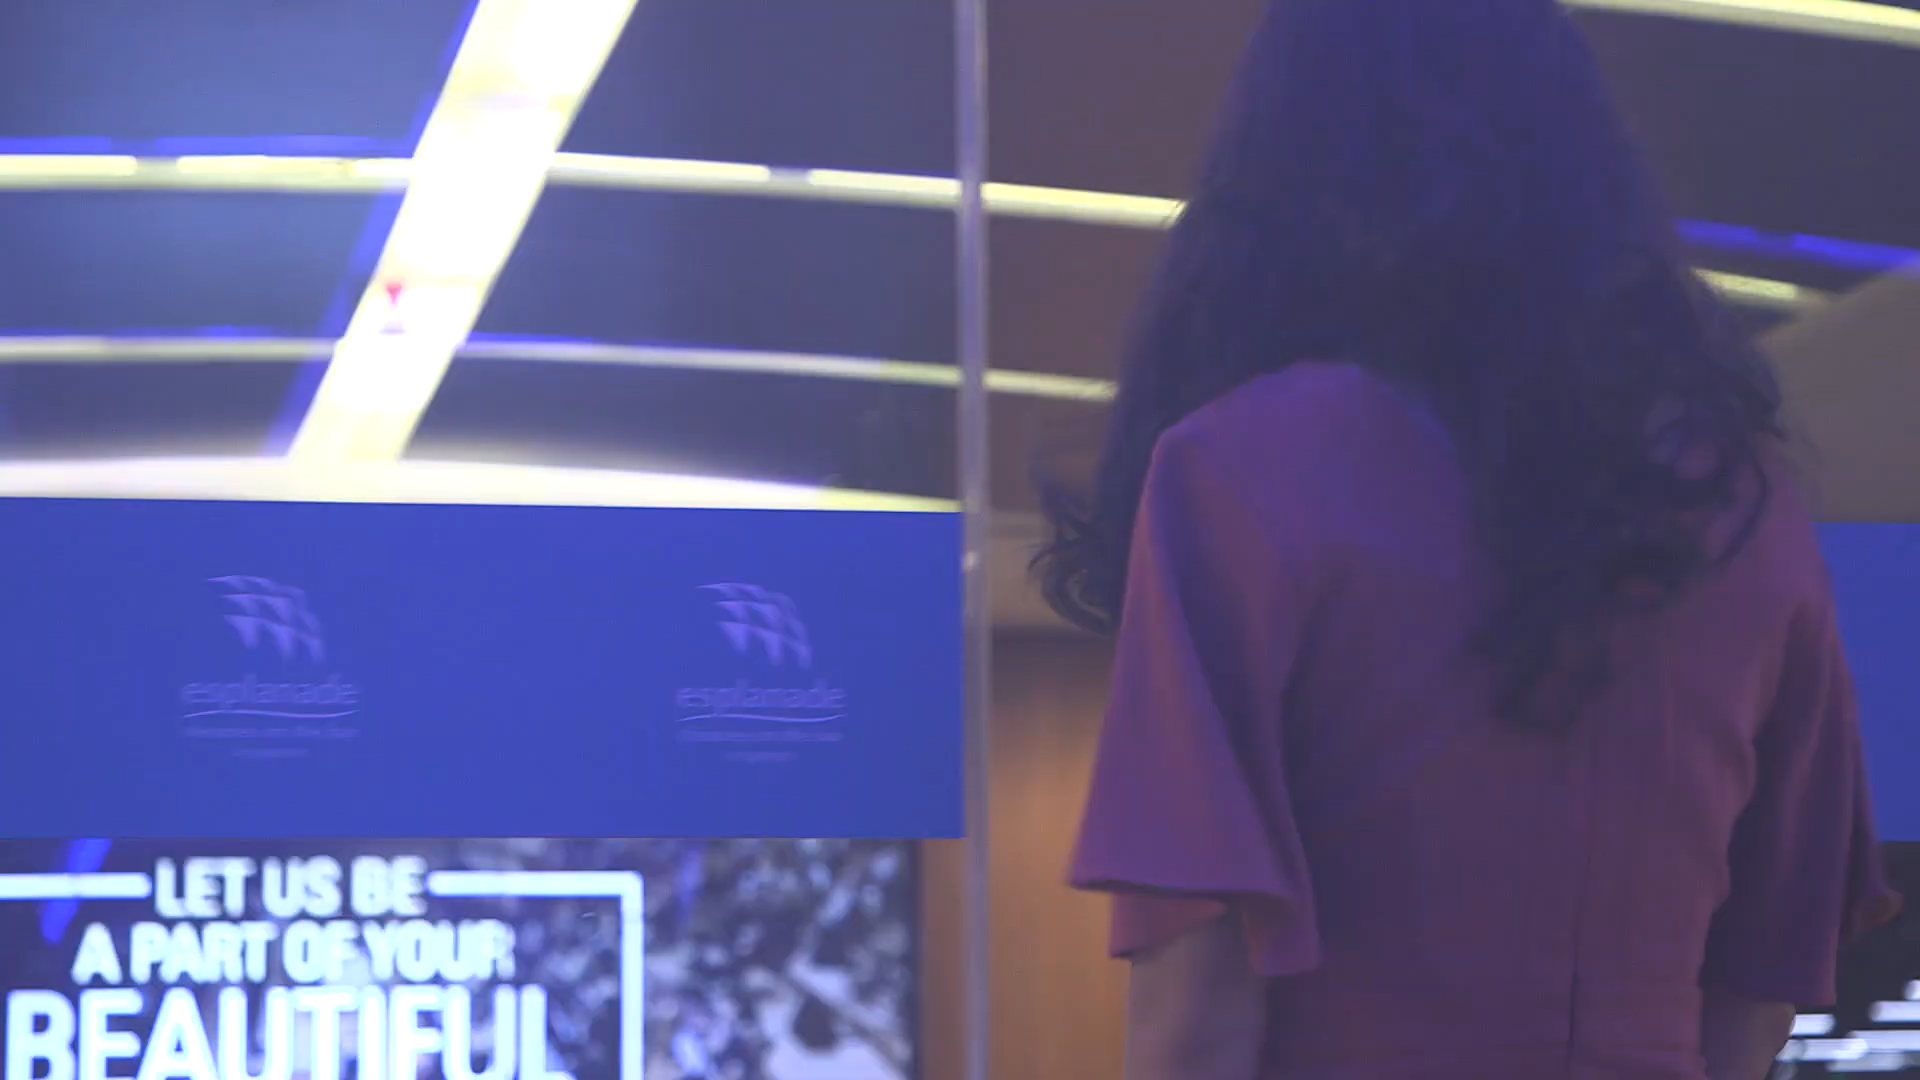 esplanade
esplanade
LET US BE
A PART OF YOUR
BEAUTIFUL